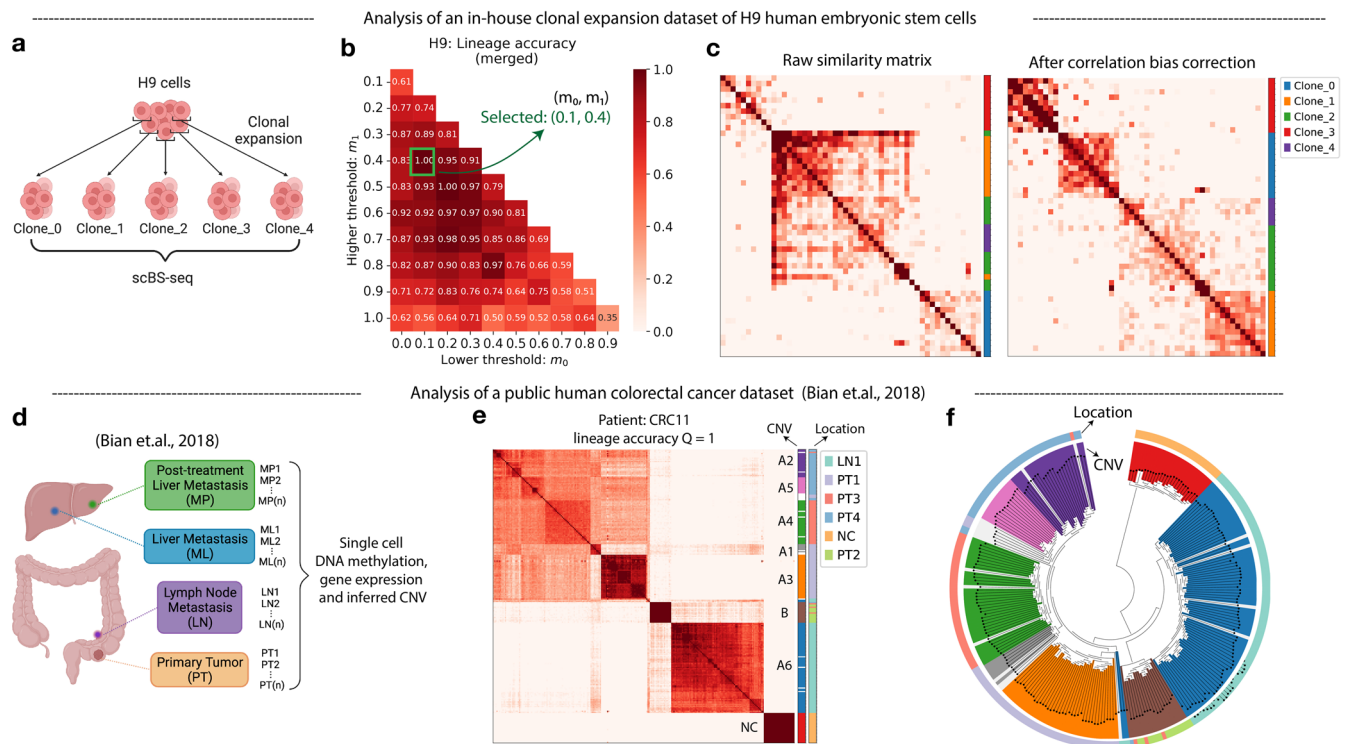 Analysis of an in-house clonal expansion dataset of H9 human embryonic stem cells
a
H9 cells
Clonal
expansion
Clone_0 Clone_1 Clone_2 Clone_3 Clone_4
scBS-seq
b
H9: Lineage accuracy
(merged)
(m0, m1)
Selected: (0.1, 0.4)
Higher threshold: m1
0.1 0.61
0.2 0.77 0.74
0.3 0.87 0.89 0.81
0.4 0.83 1.00 0.95 0.91
0.5 0.83 0.93 1.00 0.97 0.79
0.6 0.92 0.92 0.97 0.97 0.90 0.81
0.7 0.87 0.93 0.98 0.95 0.85 0.86 0.69
0.8 0.82 0.87 0.90 0.83 0.97 0.76 0.66 0.59
0.9 0.71 0.72 0.83 0.76 0.74 0.64 0.75 0.58 0.51
1.0 0.62 0.56 0.64 0.71 0.50 0.59 0.52 0.58 0.64 0.35
0.0 0.1 0.2 0.3 0.4 0.5 0.6 0.7 0.8 0.9
Lower threshold: m0
1.0
0.8
0.6
0.4
0.2
0.0
c
Raw similarity matrix
After correlation bias correction
Clone_0
Clone_1
Clone_2
Clone_3
Clone_4
Analysis of a public human colorectal cancer dataset (Bian et.al., 2018)
d
(Bian et.al., 2018)
Post-treatment
Liver Metastasis
(MP)
MP1
MP2
⋮
MP(n)
Liver Metastasis
(ML)
ML1
ML2
⋮
ML(n)
Lymph Node
Metastasis
(LN)
LN1
LN2
⋮
LN(n)
Primary Tumor
(PT)
PT1
PT2
⋮
PT(n)
Single cell
DNA methylation,
gene expression
and inferred CNV
e
Patient: CRC11
lineage accuracy Q = 1
CNV
Location
A2
A5
A4
A1
A3
B
A6
NC
LN1
PT1
PT3
PT4
NC
PT2
f
Location
CNV